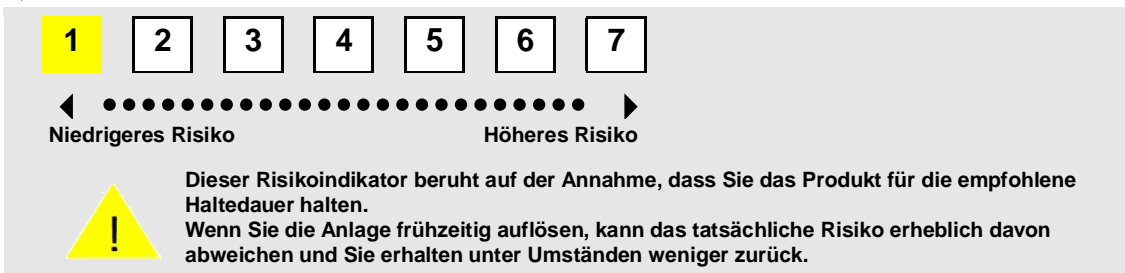 1 2 3 4 5 6 7
Niedrigeres Risiko Höheres Risiko
Dieser Risikoindikator beruht auf der Annahme, dass Sie das Produkt für die empfohlene
Haltedauer halten.
Wenn Sie die Anlage frühzeitig auflösen, kann das tatsächliche Risiko erheblich davon
abweichen und Sie erhalten unter Umständen weniger zurück.
!